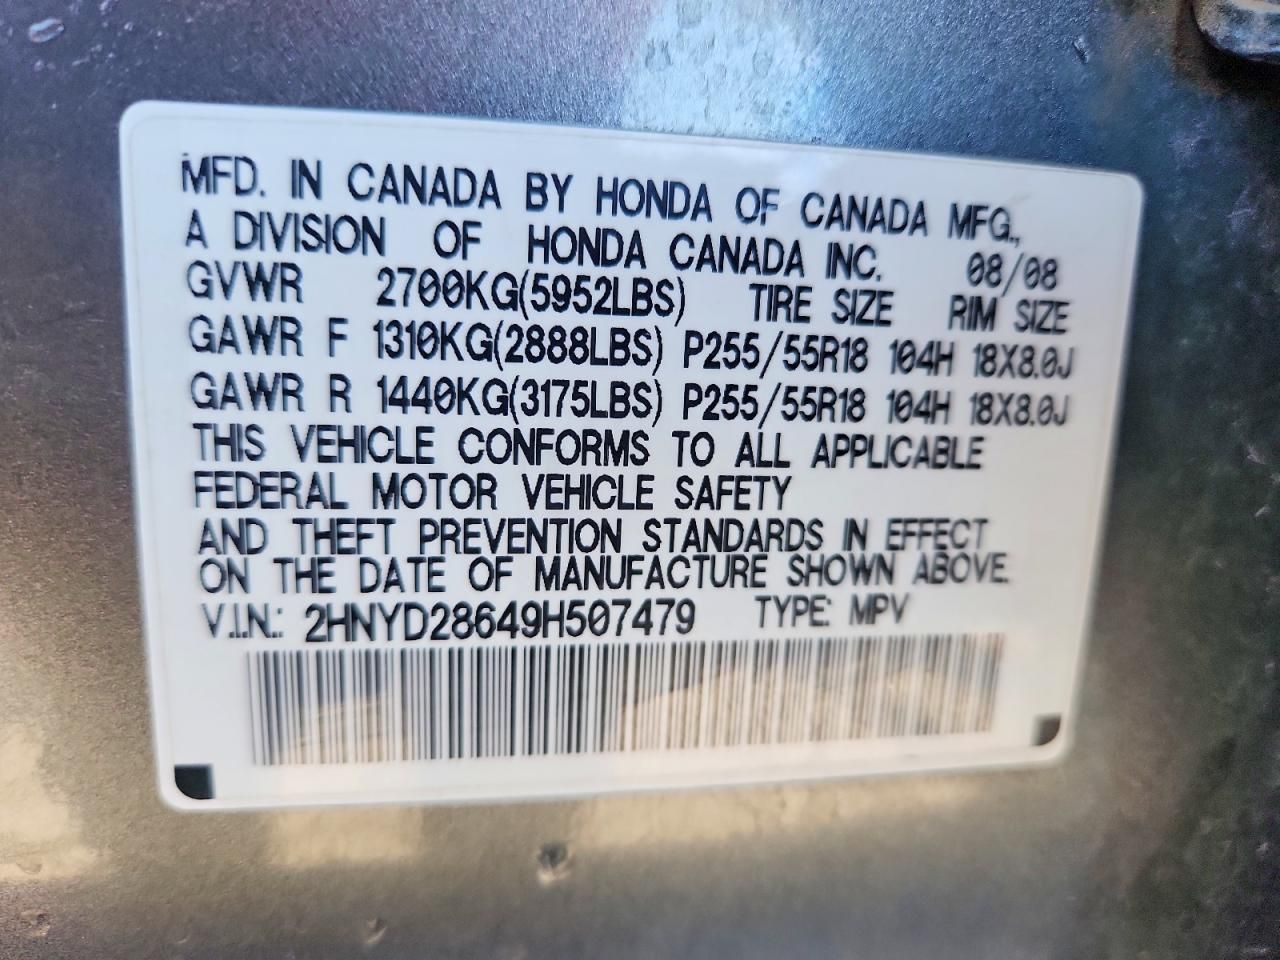 MFD. IN CANADA BY HONDA OF CANADA MFG.,
A DIVISION OF HONDA CANADA INC. 08/08
GVWR 2700KG(5952LBS) TIRE SIZE RIM SIZE
GAWR F 1310KG(2888LBS) P255/55R18 104H 18X8.0J
GAWR R 1440KG(3175LBS) P255/55R18 104H 18X8.0J
THIS VEHICLE CONFORMS TO ALL APPLICABLE
FEDERAL MOTOR VEHICLE SAFETY
AND THEFT PREVENTION STANDARDS IN EFFECT
ON THE DATE OF MANUFACTURE SHOWN ABOVE.
V.I.N.: 2HNYD28649H507479 TYPE: MPV